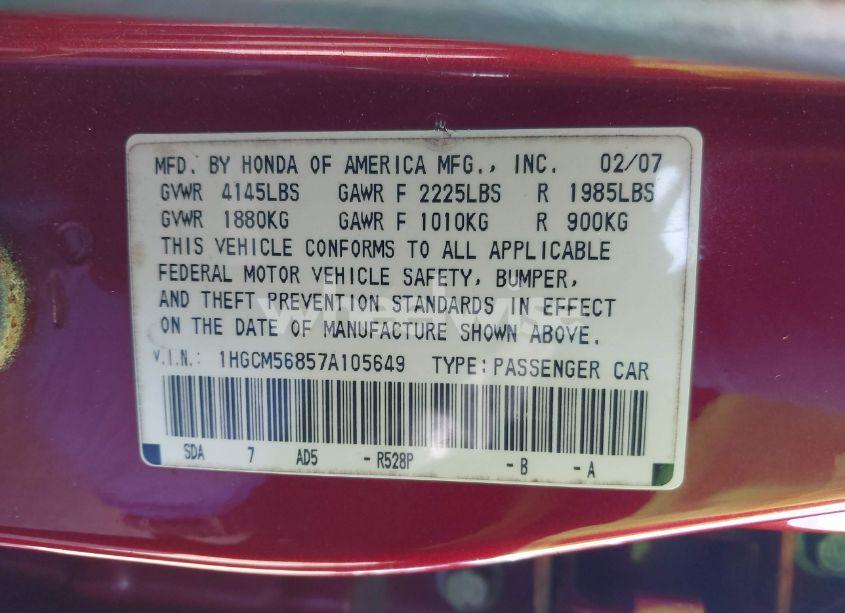 MFD. BY HONDA OF AMERICA MFG., INC. 02/07
GVWR 4145LBS GAWR F 2225LBS R 1985LBS
GVWR 1880KG GAWR F 1010KG R 900KG
THIS VEHICLE CONFORMS TO ALL APPLICABLE
FEDERAL MOTOR VEHICLE SAFETY, BUMPER,
AND THEFT PREVENTION STANDARDS IN EFFECT
ON THE DATE OF MANUFACTURE SHOWN ABOVE.
V.I.N.: 1HGCM56857A105649 TYPE: PASSENGER CAR
SDA 7 AD5 - R528P - B - A